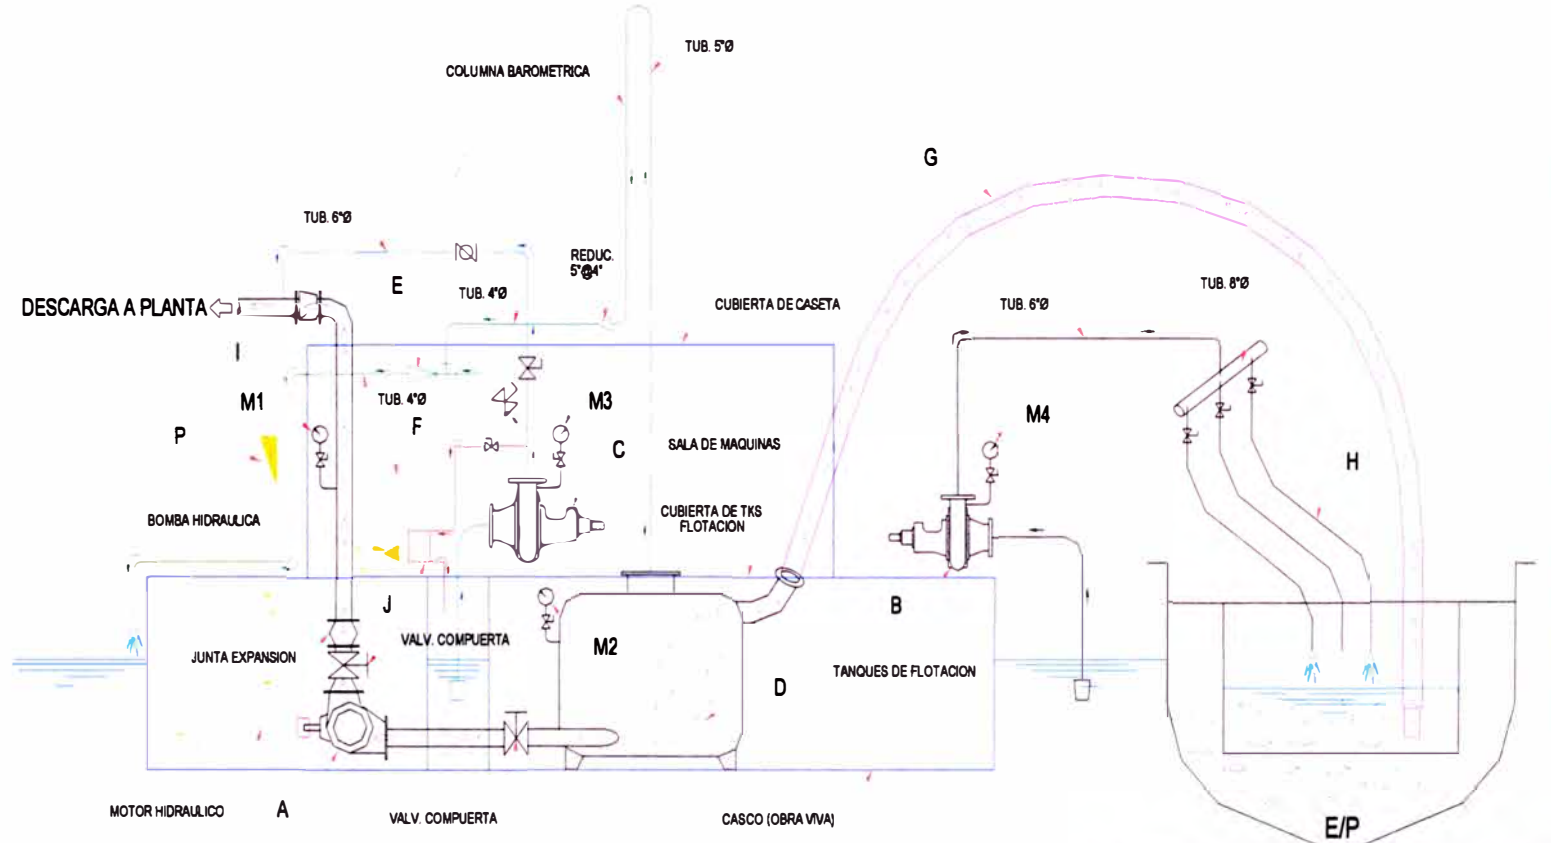 TUB. 5"Ø
COLUMNA BAROMETRICA
G
TUB. 6"Ø
REDUC.
5"@4"
E
TUB. 4"Ø
TUB. 8"Ø
DESCARGA A PLANTA
CUBIERTA DE CASETA
TUB. 6"Ø
I
M1
TUB. 4"Ø
M3
M4
F
P
C
SALA DE MAQUINAS
H
BOMBA HIDRAULICA
CUBIERTA DE TKS
FLOTACION
J
B
VALV. COMPUERTA
M2
JUNTA EXPANSION
TANQUES DE FLOTACION
D
MOTOR HIDRAULICO
A
VALV. COMPUERTA
CASCO (OBRA VIVA)
E/P